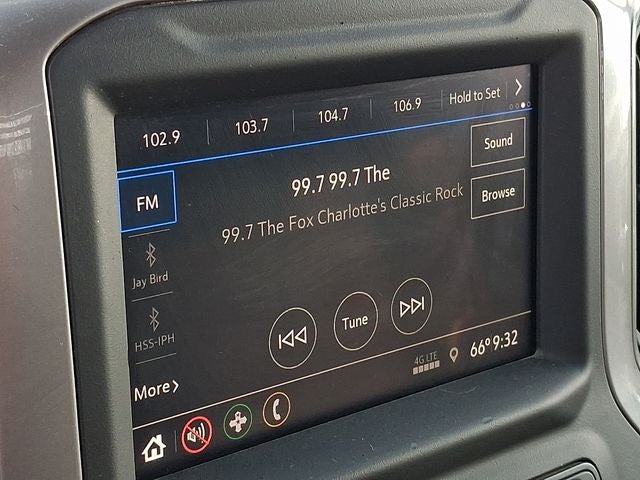 102.9 103.7 104.7 106.9 Hold to Set
Sound
FM
99.7 99.7 The
Browse
99.7 The Fox Charlotte's Classic Rock
Jay Bird
HSS-IPH
Tune
More
4G LTE
66° 9:32